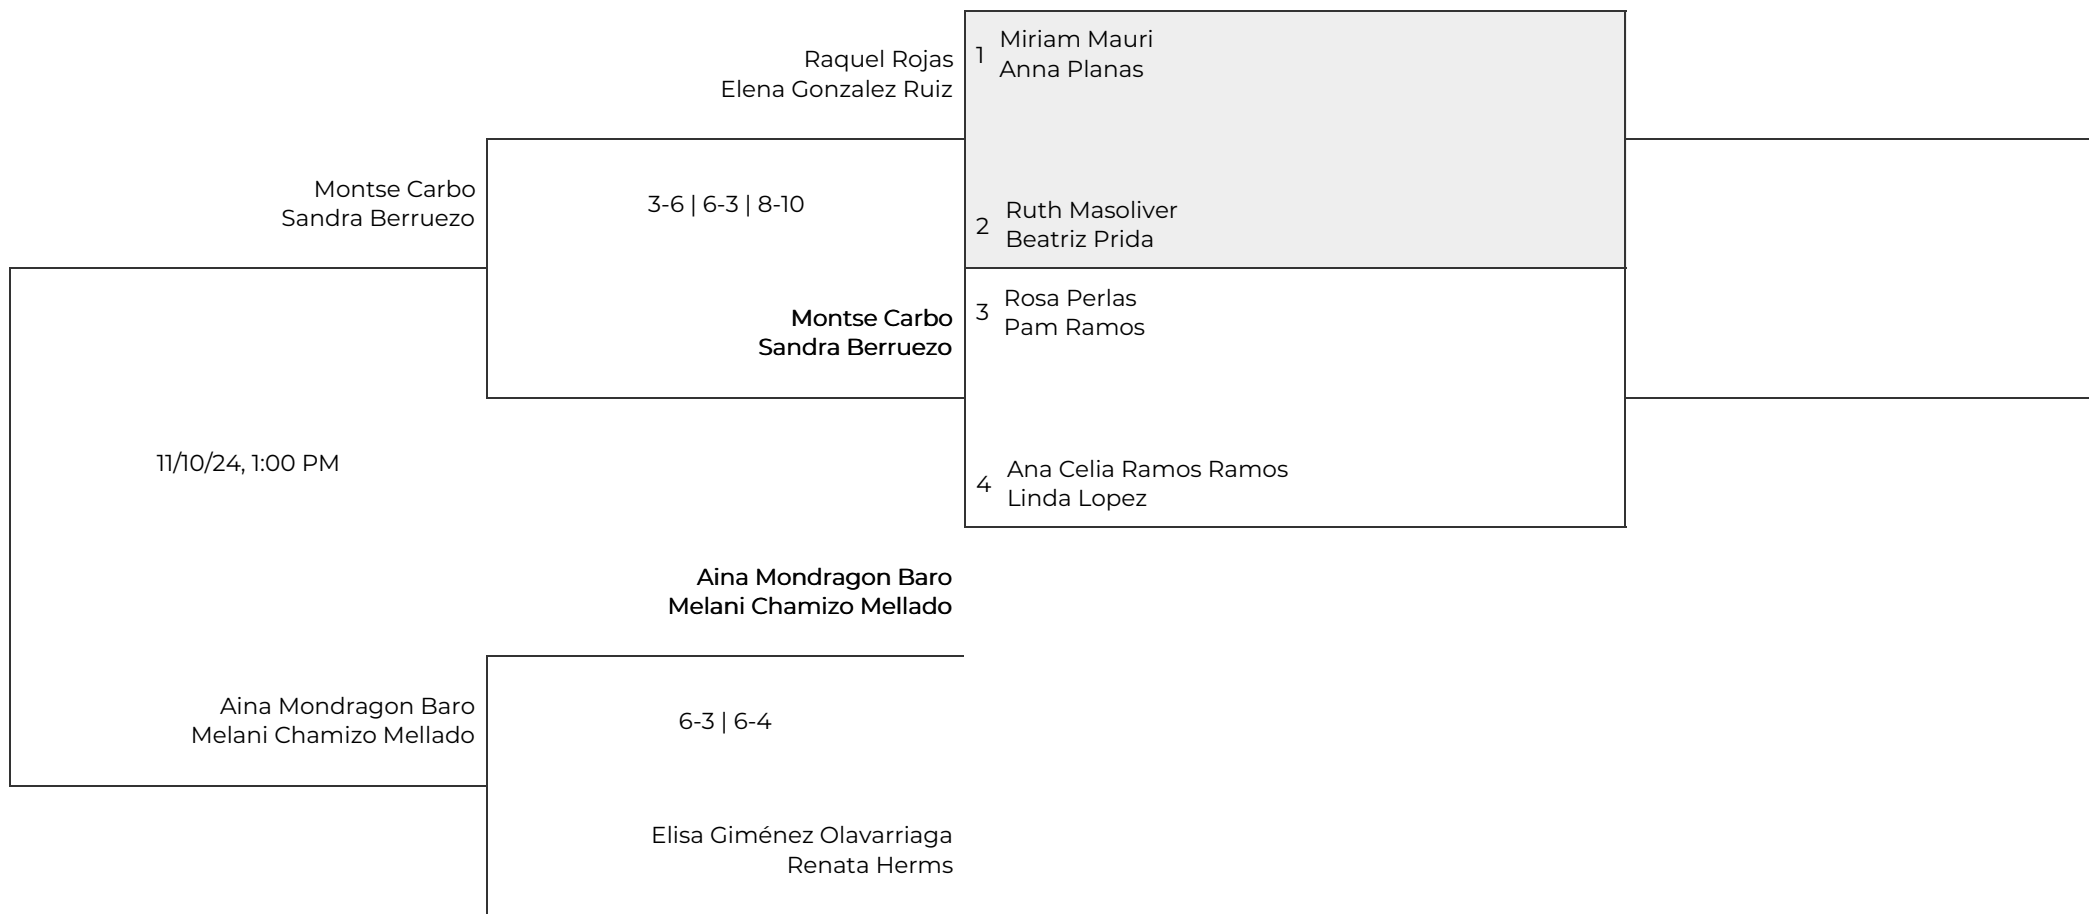 Raquel Rojas
Elena Gonzalez Ruiz
1
Miriam Mauri
Anna Planas
Montse Carbo
Sandra Berruezo
3-6 | 6-3 | 8-10
2
Ruth Masoliver
Beatriz Prida
Montse Carbo
Sandra Berruezo
3
Rosa Perlas
Pam Ramos
11/10/24, 1:00 PM
4
Ana Celia Ramos Ramos
Linda Lopez
Aina Mondragon Baro
Melani Chamizo Mellado
Aina Mondragon Baro
Melani Chamizo Mellado
6-3 | 6-4
Elisa Giménez Olavarriaga
Renata Herms